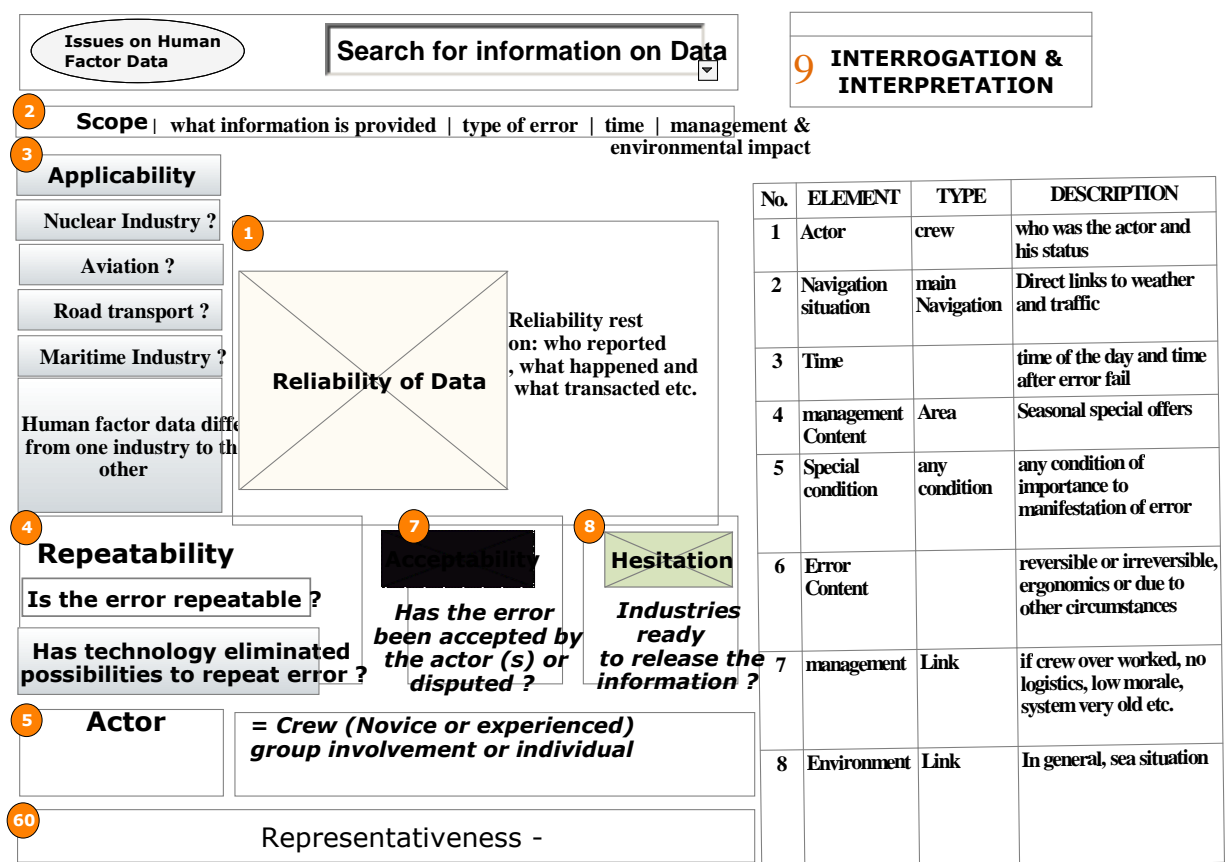 Issues on Human
Factor Data
Search for information on Data
9 INTERROGATION &
INTERPRETATION
2
Scope | what information is provided | type of error | time | management &
environmental impact
3
Applicability
Nuclear Industry ?
Aviation ?
Road transport ?
Maritime Industry ?
Human factor data diffe
from one industry to th
other
1
Reliability of Data
Reliability rest
on: who reported
, what happened and
what transacted etc.
4
Repeatability
Is the error repeatable ?
Has technology eliminated
possibilities to repeat error ?
7
Acceptability
Has the error
been accepted by
the actor (s) or
disputed ?
8
Hesitation
Industries
ready
to release the
information ?
5
Actor
= Crew (Novice or experienced)
group involvement or individual
60
Representativeness -
No. ELEMENT TYPE DESCRIPTION
1 Actor crew who was the actor and
his status
2 Navigation main Direct links to weather
situation Navigation and traffic
3 Time time of the day and time
after error fail
4 management Area Seasonal special offers
Content
5 Special any any condition of
condition condition importance to
manifestation of error
6 Error reversible or irreversible,
Content ergonomics or due to
other circumstances
7 management Link if crew over worked, no
logistics, low morale,
system very old etc.
8 Environment Link In general, sea situation